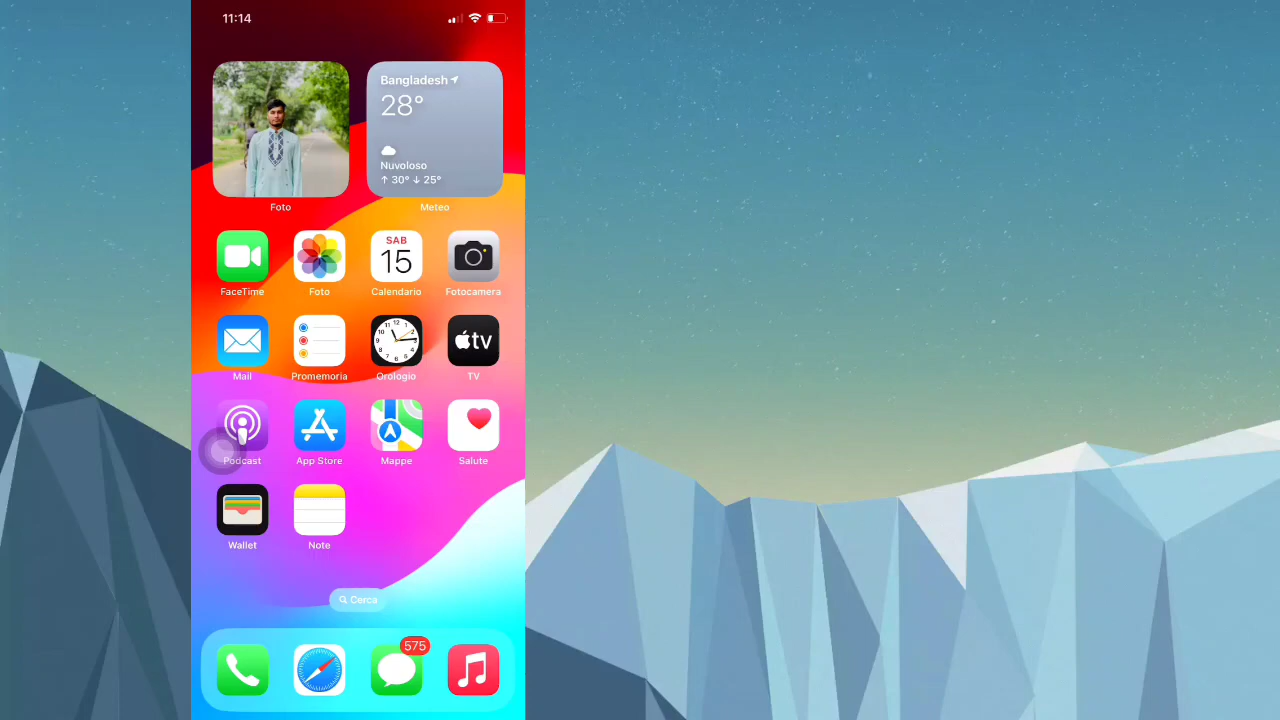 11:14
Bangladesh
28°
Nuvoloso
↑ 30° ↓ 25°
Foto
Meteo
SAB
15
FaceTime
Foto
Calendario
Fotocamera
tv
Mail
Promemoria
Orologio
TV
Podcast
App Store
Mappe
Salute
Wallet
Note
Cerca
575